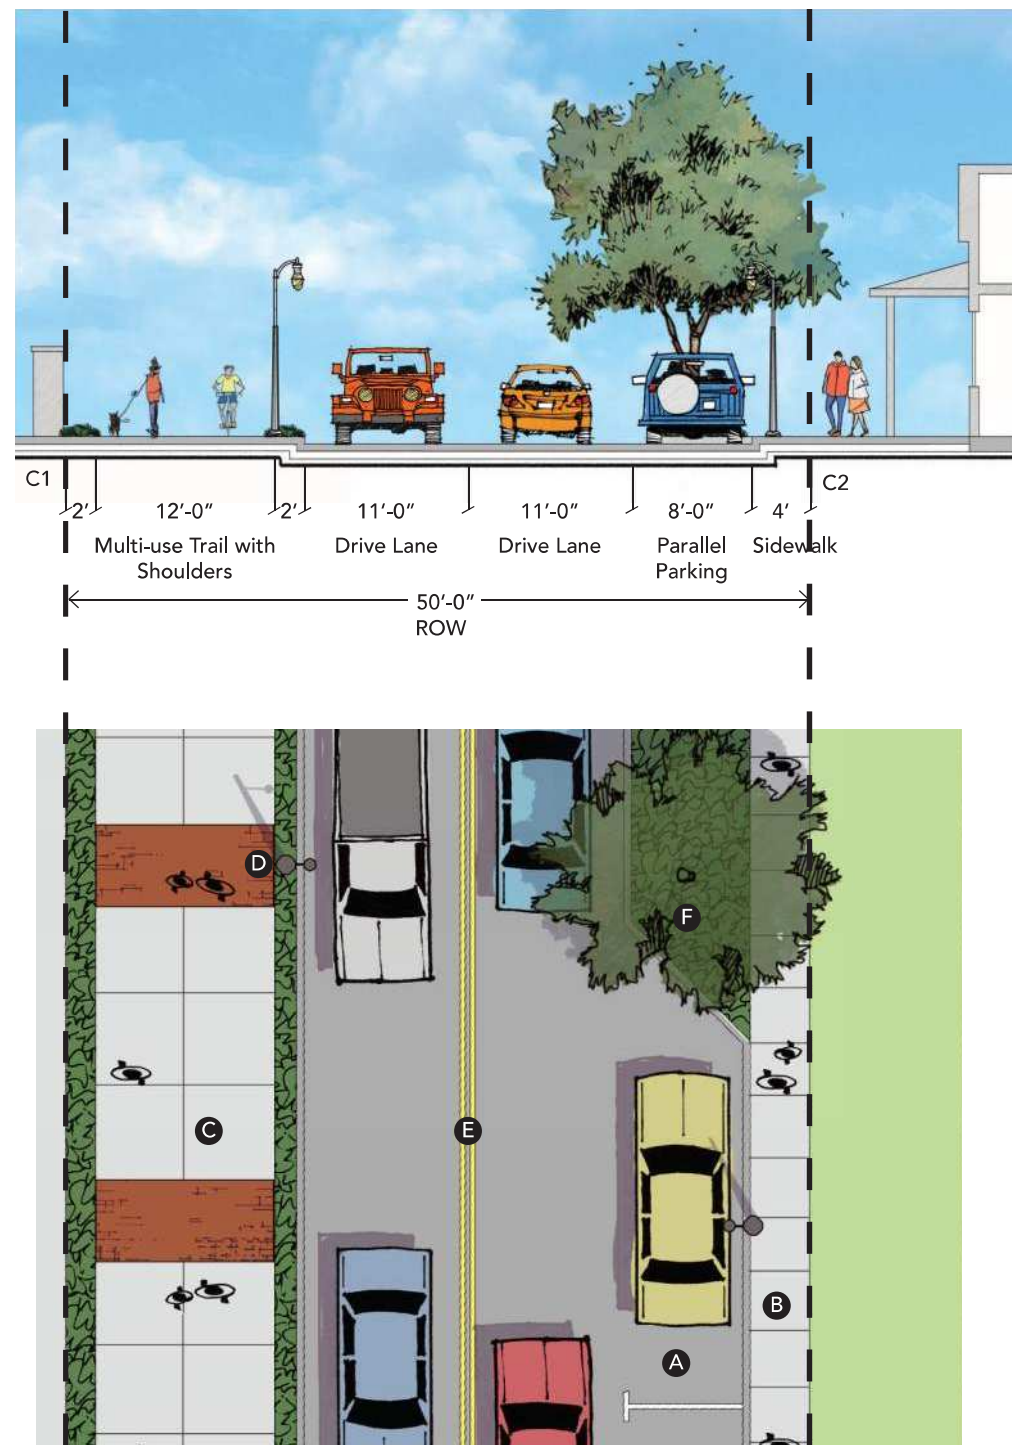 C1
C2
2' 12'-0" 2' 11'-0" 11'-0" 8'-0" 4'
Multi-use Trail with
Shoulders
Drive Lane
Drive Lane
Parallel
Parking
Sidewalk
50'-0"
ROW
D
F
C
E
B
A